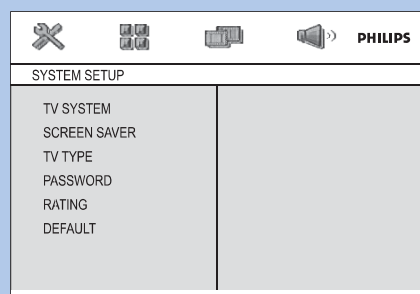 PHILIPS
SYSTEM SETUP
TV SYSTEM
SCREEN SAVER
TV TYPE
PASSWORD
RATING
DEFAULT